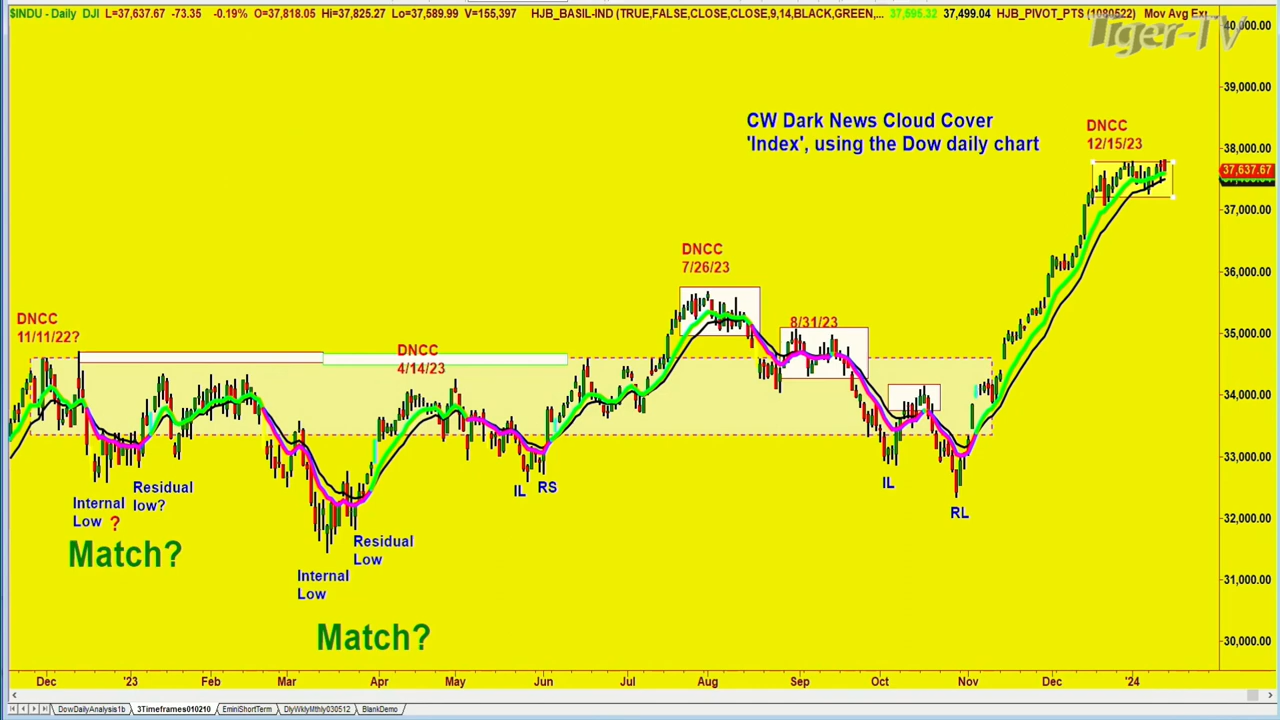 $INDU - Daily DJI L=37,637.67 -73.35 -0.19% O=37,818.05 Hi=37,825.27 Lo=37,589.99 V=155,397 HJB_BASIL-IND (TRUE,FALSE,CLOSE,CLOSE,9,14,BLACK,GREEN,... 37,595.32 37,499.04 HJB_PIVOT_PTS (1080522) Mov Avg
Tiger-TV
40,000.00
39,000.00
CW Dark News Cloud Cover
'Index', using the Dow daily chart
DNCC
12/15/23
38,000.00
37,637.67
37,000.00
DNCC
7/26/23
36,000.00
35,000.00
DNCC
11/11/22?
8/31/23
DNCC
4/14/23
34,000.00
33,000.00
Internal
Low ?
Residual
low?
IL
RS
IL
RL
32,000.00
Match?
Residual
Low
Internal
Low
31,000.00
Match?
30,000.00
Dec '23 Feb Mar Apr May Jun Jul Aug Sep Oct Nov Dec '24
DowDailyAnalysis1b 3Timeframes010210 EminiShortTerm DlyWklyMthly030512 BlankDemo